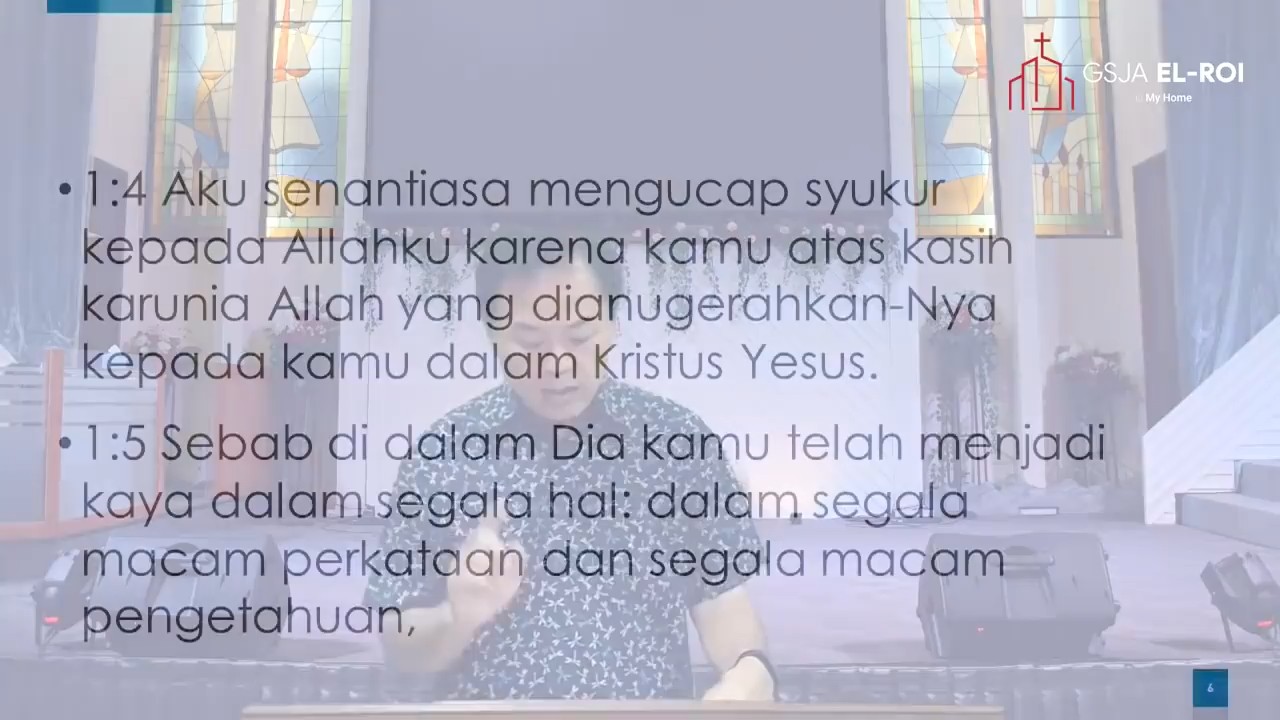 GSJA EL-ROI
My Home
• 1:4 Aku senantiasa mengucap syukur
kepada Allahku karena kamu atas kasih
karunia Allah yang dianugerahkan-Nya
kepada kamu dalam Kristus Yesus.
• 1:5 Sebab di dalam Dia kamu telah menjadi
kaya dalam segala hal: dalam segala
macam perkataan dan segala macam
pengetahuan,
6